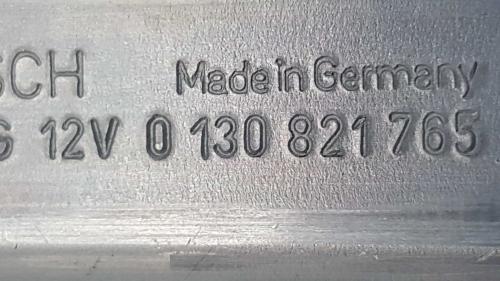 SCH Made in Germany
G 12V 0 130 821 765